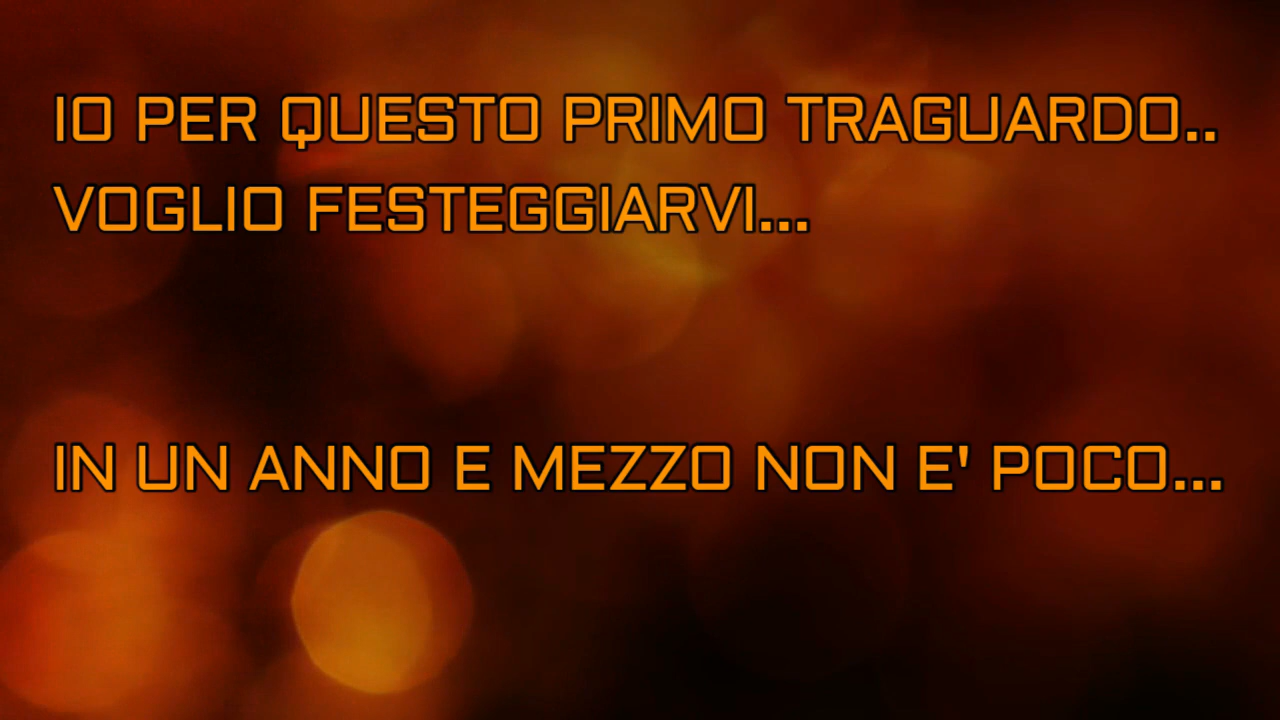 IO PER QUESTO PRIMO TRAGUARDO..
VOGLIO FESTEGGIARVI...
IN UN ANNO E MEZZO NON E' POCO...